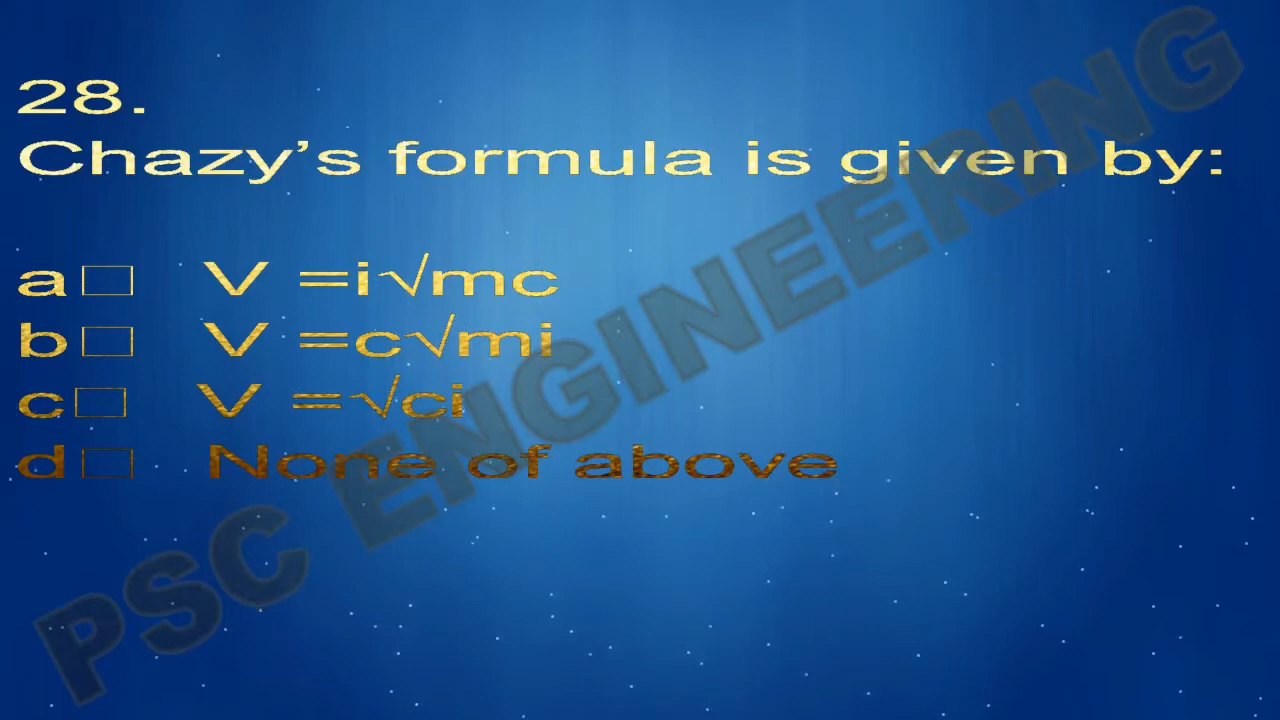 28.
Chazy’s formula is given by:
a□ V =i√mc
b□ V =c√mi
c□ V =√ci
d□ None of above
PSC ENGINEERING